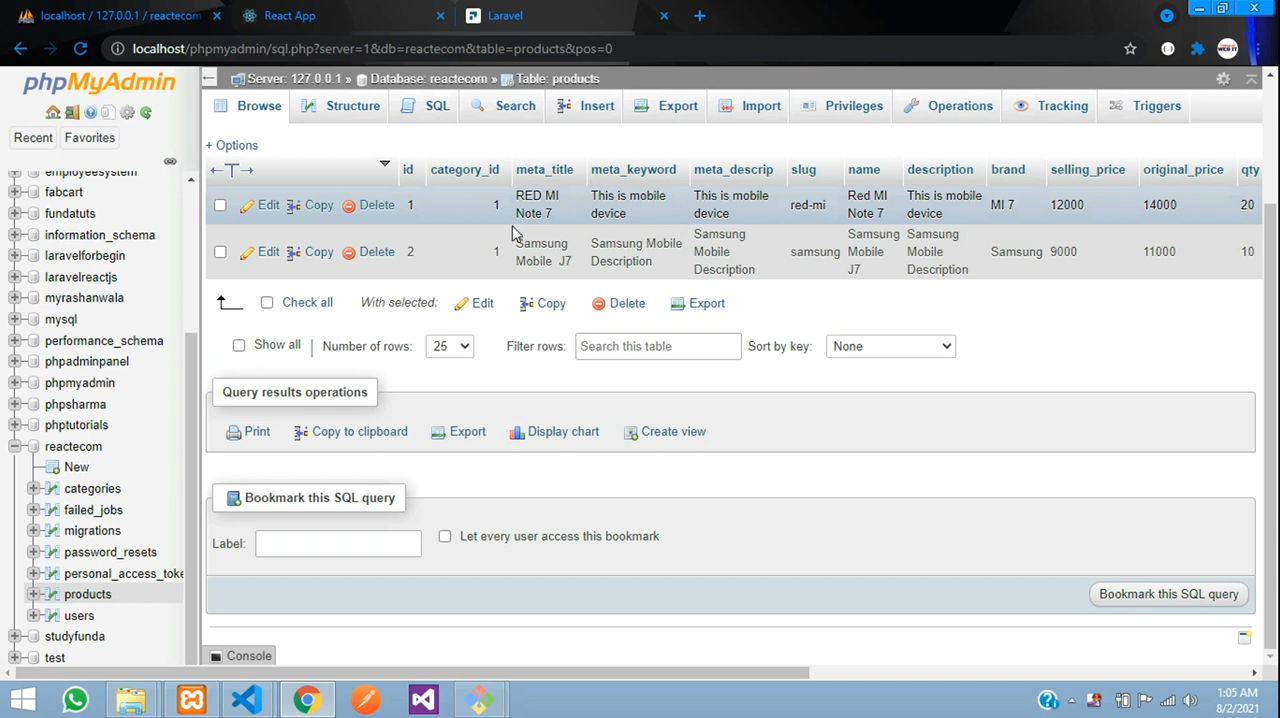 localhost / 127.0.0.1 / reactecom
React App
Laravel
localhost/phpmyadmin/sql.php?server=1&db=reactecom&table=products&pos=0
phpMyAdmin
Recent
Favorites
employeesystem
fabcart
fundatuts
information_schema
laravelforbegin
laravelreactjs
myrashanwala
mysql
performance_schema
phpadminpanel
phpmyadmin
phpsharma
phptutorials
reactecom
New
categories
failed_jobs
migrations
password_resets
personal_access_toke
products
users
studyfunda
test
Server: 127.0.0.1 » Database: reactecom » Table: products
Browse Structure SQL Search Insert Export Import Privileges Operations Tracking Triggers
+ Options
←T→ id category_id meta_title meta_keyword meta_descrip slug name description brand selling_price original_price qty
Edit Copy Delete 1 1 RED MI Note 7 This is mobile device This is mobile device red-mi Red MI Note 7 This is mobile device MI 7 12000 14000 20
Edit Copy Delete 2 1 Samsung Mobile J7 Samsung Mobile Description Samsung Mobile Description samsung Samsung Mobile J7 Samsung Mobile Description Samsung 9000 11000 10
Check all With selected: Edit Copy Delete Export
Show all Number of rows: 25 Filter rows: Search this table Sort by key: None
Query results operations
Print Copy to clipboard Export Display chart Create view
Bookmark this SQL query
Label: Let every user access this bookmark
Bookmark this SQL query
Console
1:05 AM
8/2/2021